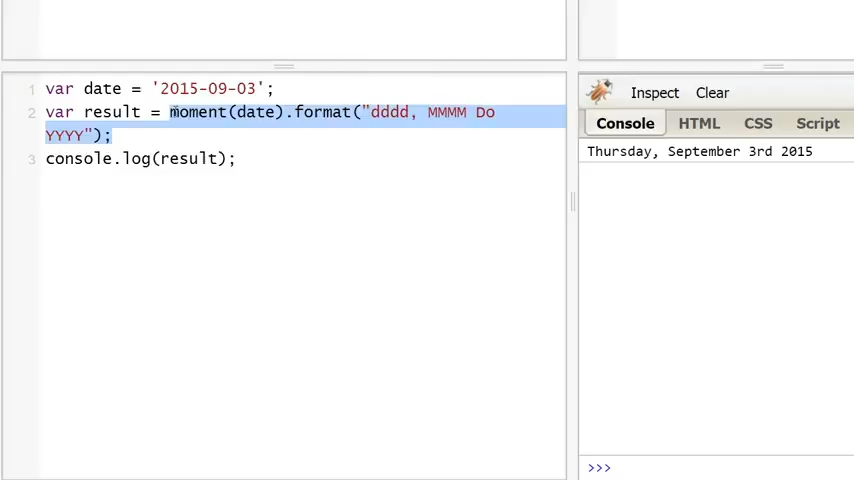 1 var date = '2015-09-03';
2 var result = moment(date).format("dddd, MMMM Do
YYYY");
3 console.log(result);
Inspect Clear
Console HTML CSS Script
Thursday, September 3rd 2015
>>>